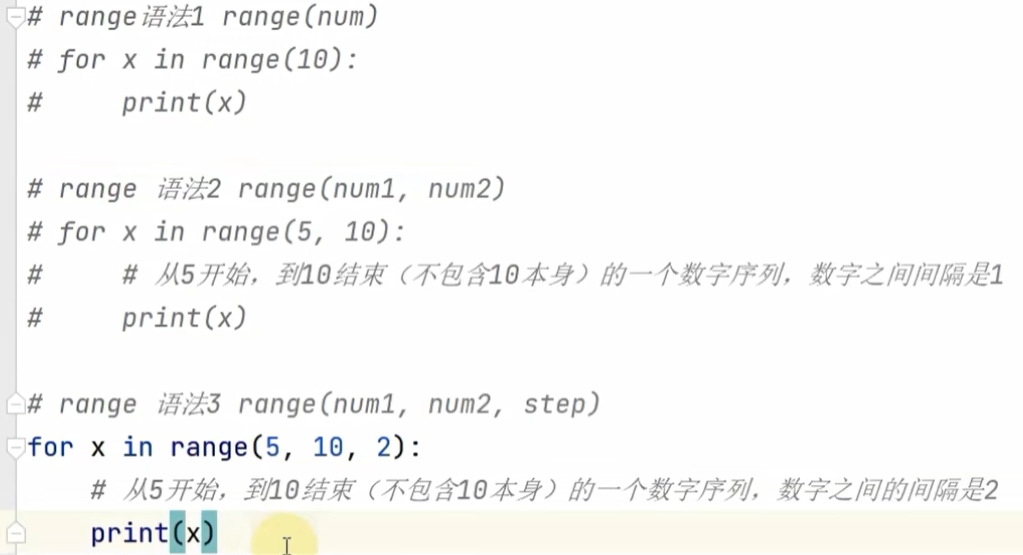 # range语法1 range(num)
# for x in range(10):
#     print(x)
# range 语法2 range(num1, num2)
# for x in range(5, 10):
#     # 从5开始，到10结束（不包含10本身）的一个数字序列，数字之间间隔是1
#     print(x)
# range 语法3 range(num1, num2, step)
for x in range(5, 10, 2):
    # 从5开始，到10结束（不包含10本身）的一个数字序列，数字之间的间隔是2
    print(x)